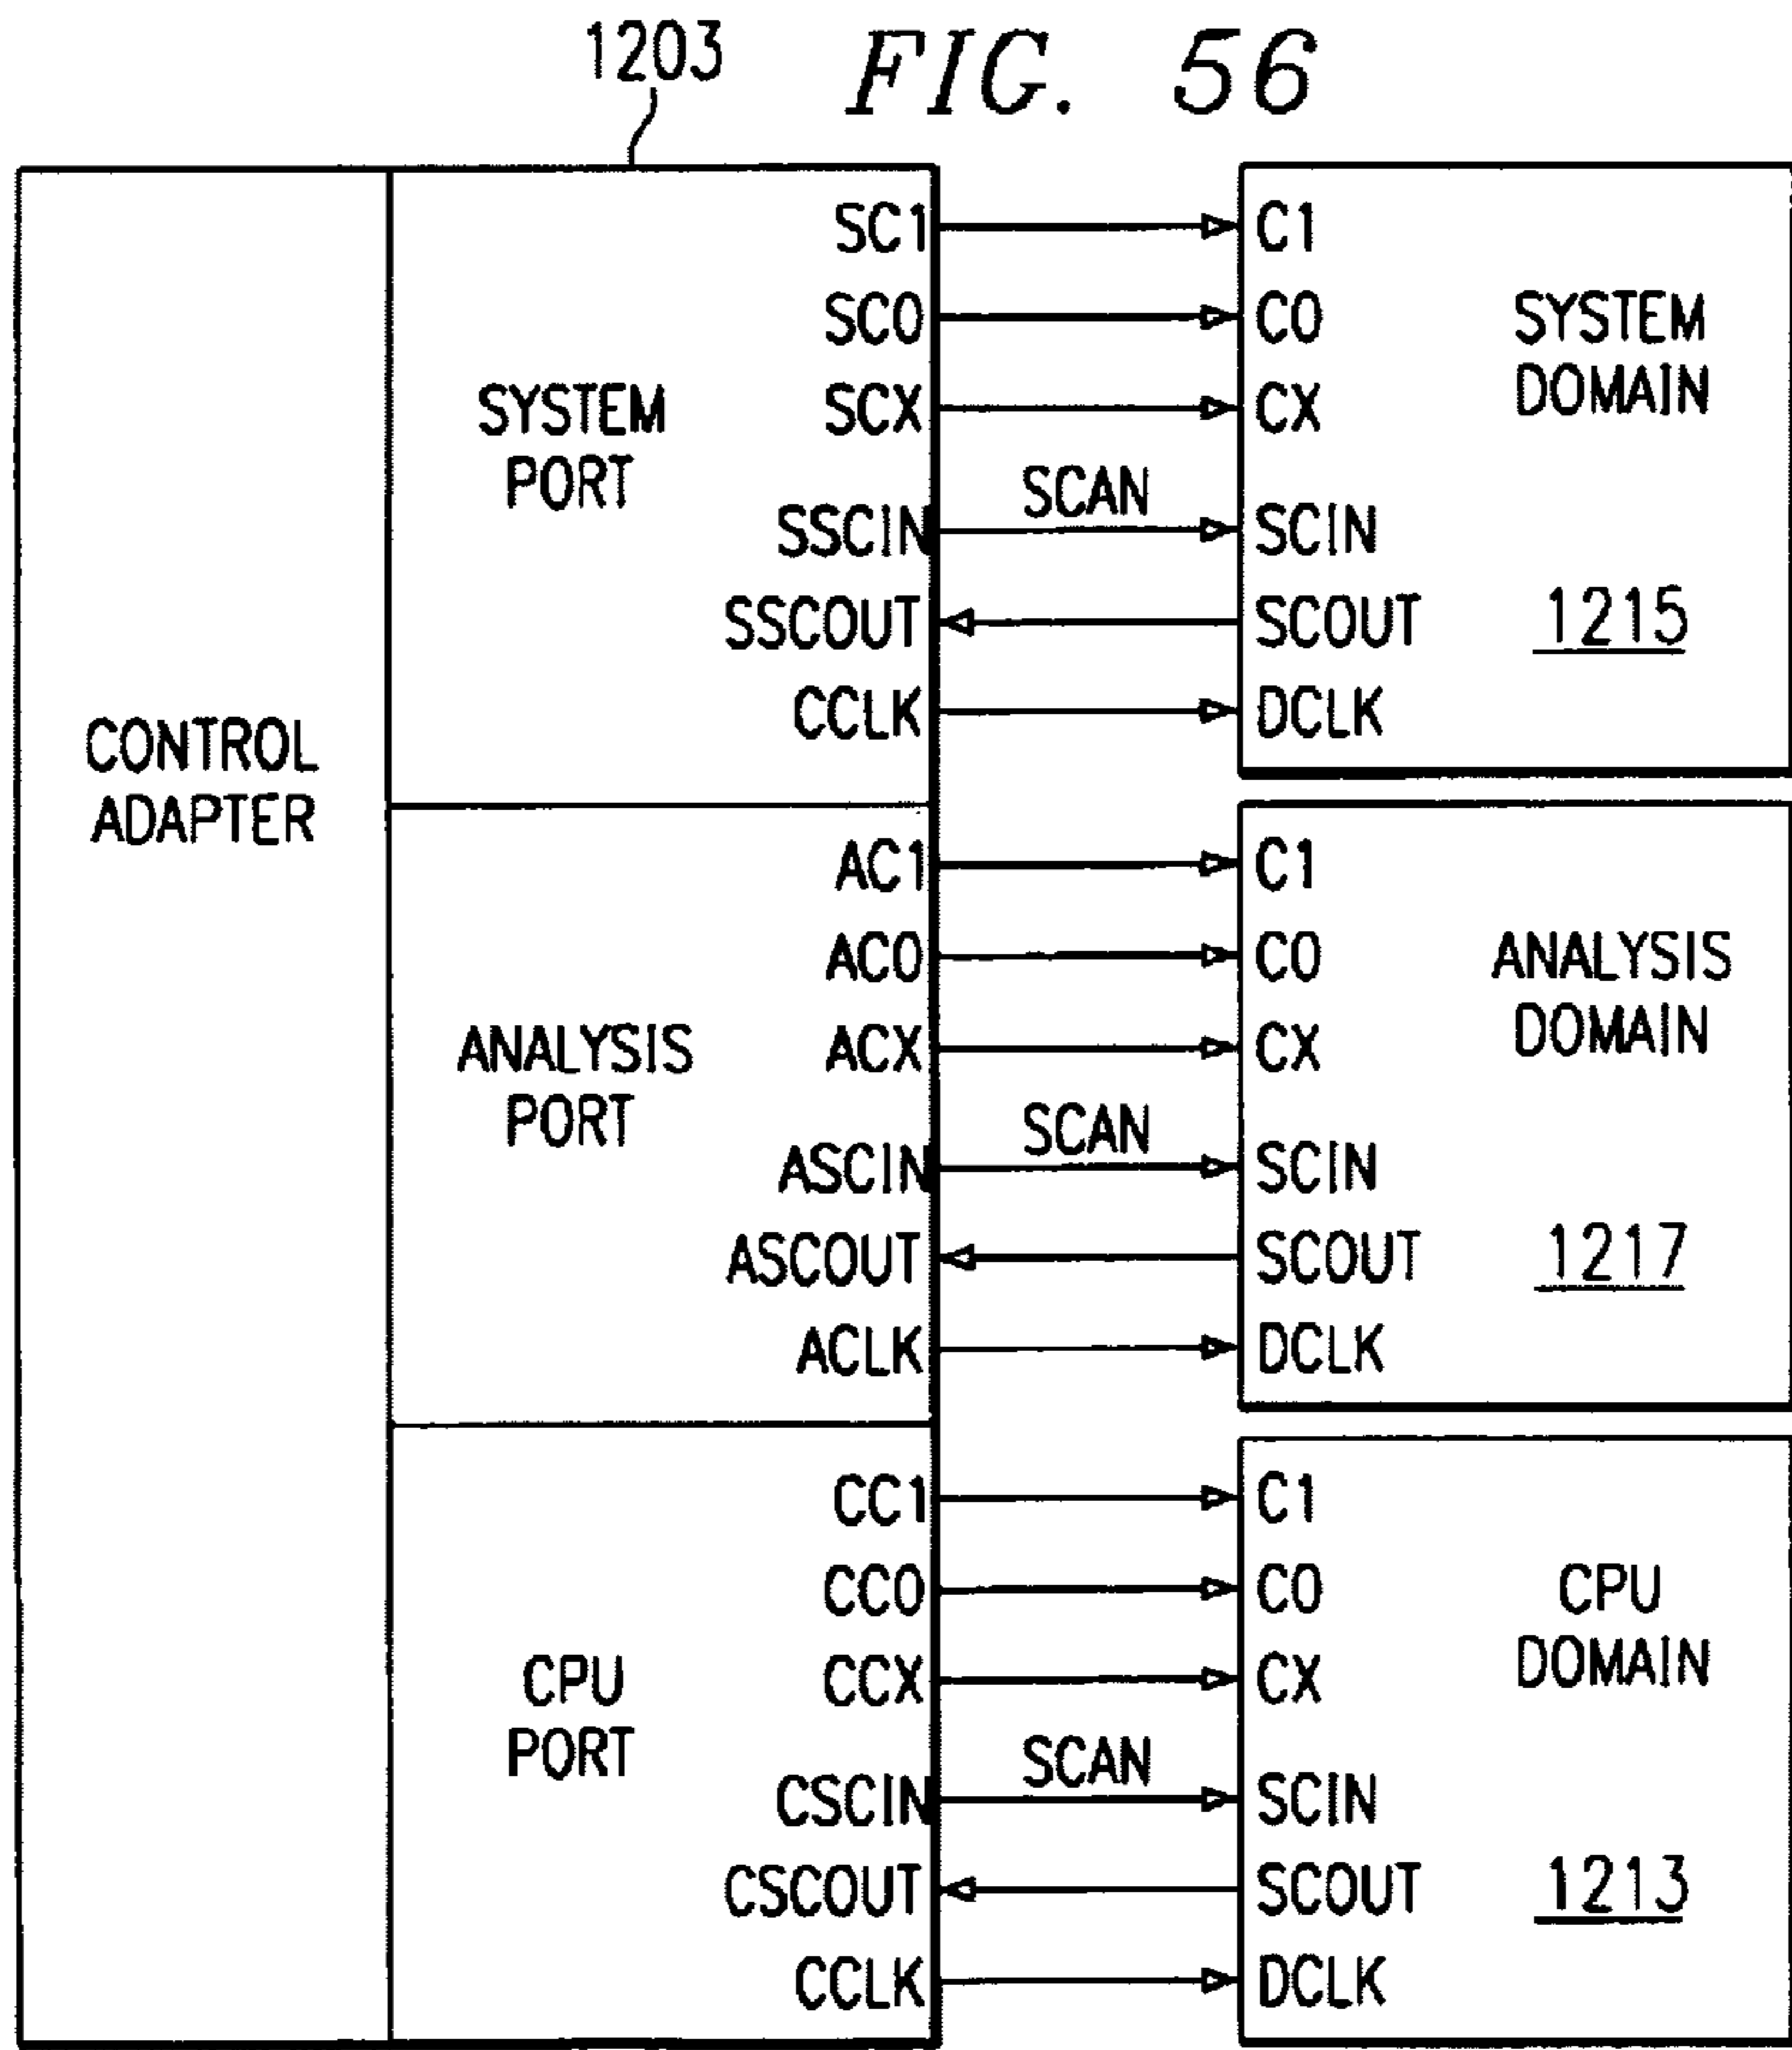 1203
FIG. 56
CONTROL
ADAPTER
SYSTEM
PORT
SC1
SC0
SCX
SSCIN
SSCOUT
CCLK
SCAN
C1
C0
CX
SCIN
SCOUT
DCLK
SYSTEM
DOMAIN
1215
ANALYSIS
PORT
AC1
AC0
ACX
ASCIN
ASCOUT
ACLK
SCAN
C1
C0
CX
SCIN
SCOUT
DCLK
ANALYSIS
DOMAIN
1217
CPU
PORT
CC1
CC0
CCX
CSCIN
CSCOUT
CCLK
SCAN
C1
C0
CX
SCIN
SCOUT
DCLK
CPU
DOMAIN
1213